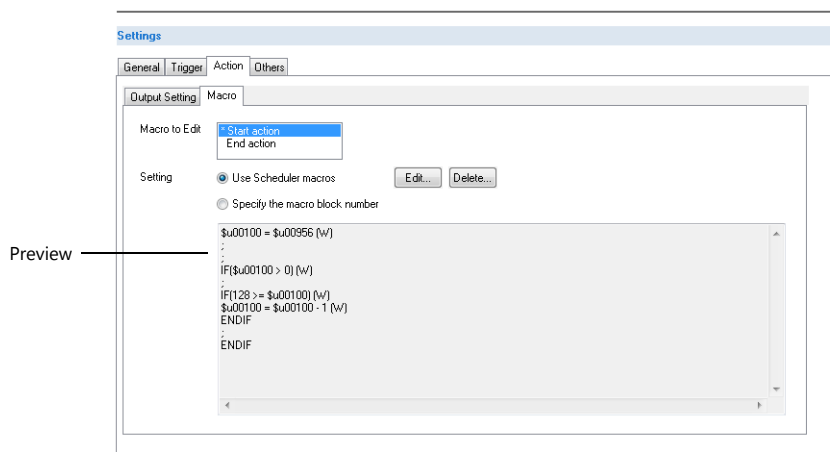 Settings
General Trigger Action Others
Output Setting Macro
Macro to Edit
* Start action
End action
Setting
Use Scheduler macros
Edit... Delete...
Specify the macro block number
Preview
$u00100 = $u00956 (W)
;
;
IF($u00100 > 0) (W)
;
IF(128 >= $u00100) (W)
$u00100 = $u00100 - 1 (W)
ENDIF
;
ENDIF